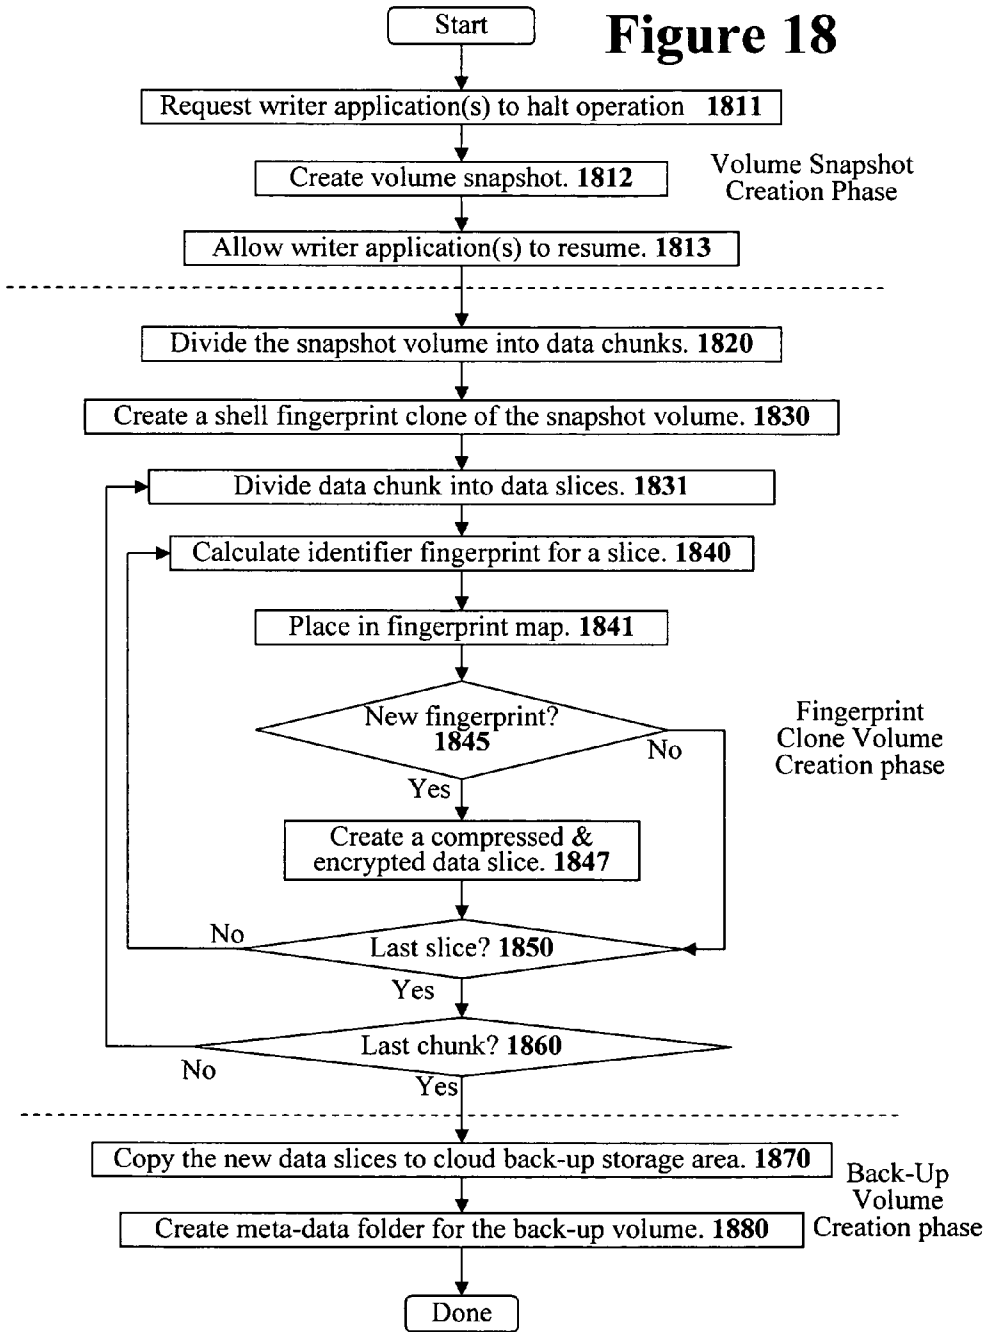 Start
Figure 18
Request writer application(s) to halt operation 1811
Create volume snapshot. 1812
Volume Snapshot
Creation Phase
Allow writer application(s) to resume. 1813
Divide the snapshot volume into data chunks. 1820
Create a shell fingerprint clone of the snapshot volume. 1830
Divide data chunk into data slices. 1831
Calculate identifier fingerprint for a slice. 1840
Place in fingerprint map. 1841
New fingerprint?
1845
No
Yes
Fingerprint
Clone Volume
Creation phase
Create a compressed &
encrypted data slice. 1847
No
Last slice? 1850
Yes
Last chunk? 1860
No
Yes
Copy the new data slices to cloud back-up storage area. 1870
Create meta-data folder for the back-up volume. 1880
Back-Up
Volume
Creation phase
Done